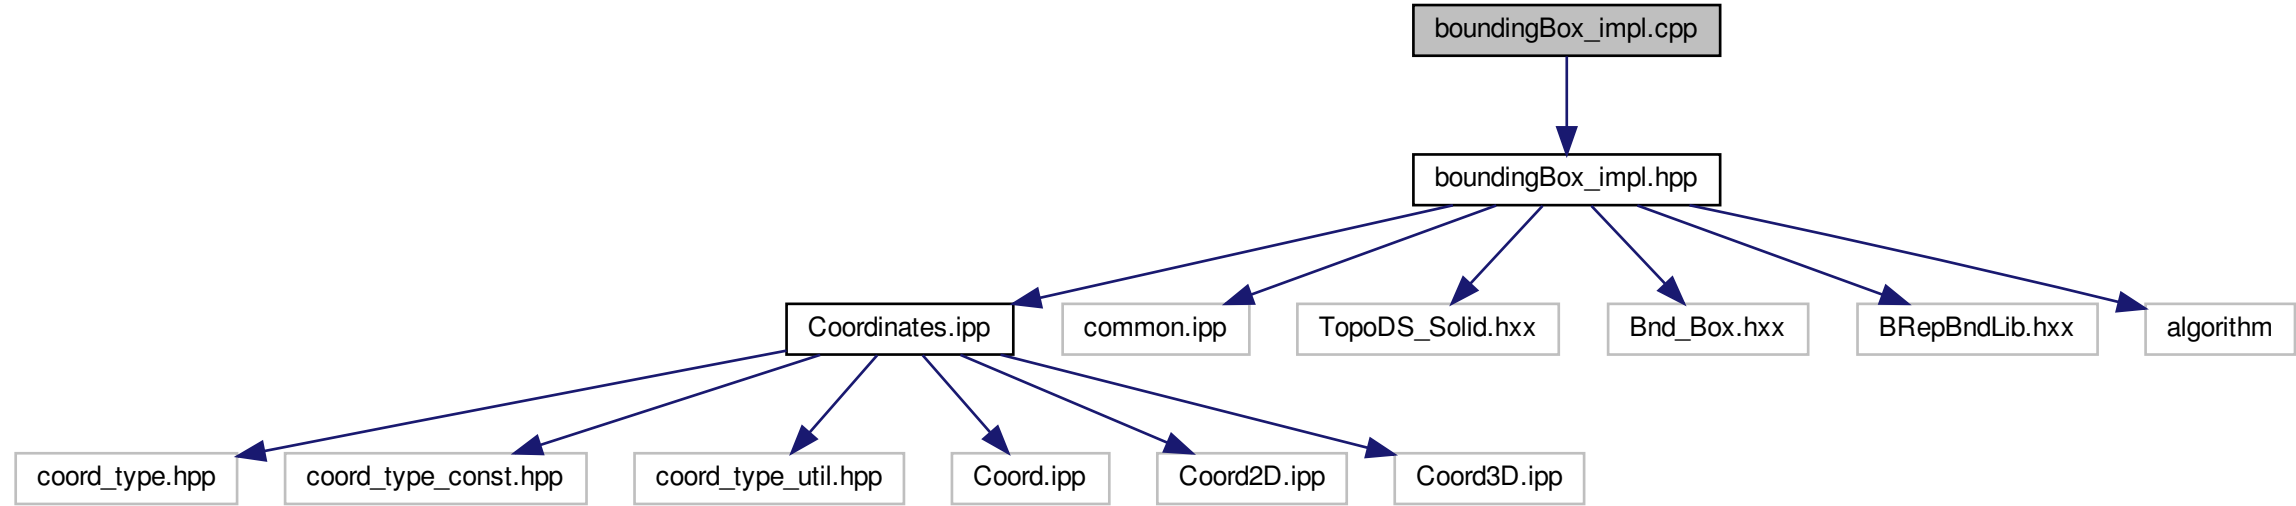 boundingBox_impl.cpp
boundingBox_impl.hpp
Coordinates.ipp
common.ipp
TopoDS_Solid.hxx
Bnd_Box.hxx
BRepBndLib.hxx
algorithm
coord_type.hpp
coord_type_const.hpp
coord_type_util.hpp
Coord.ipp
Coord2D.ipp
Coord3D.ipp